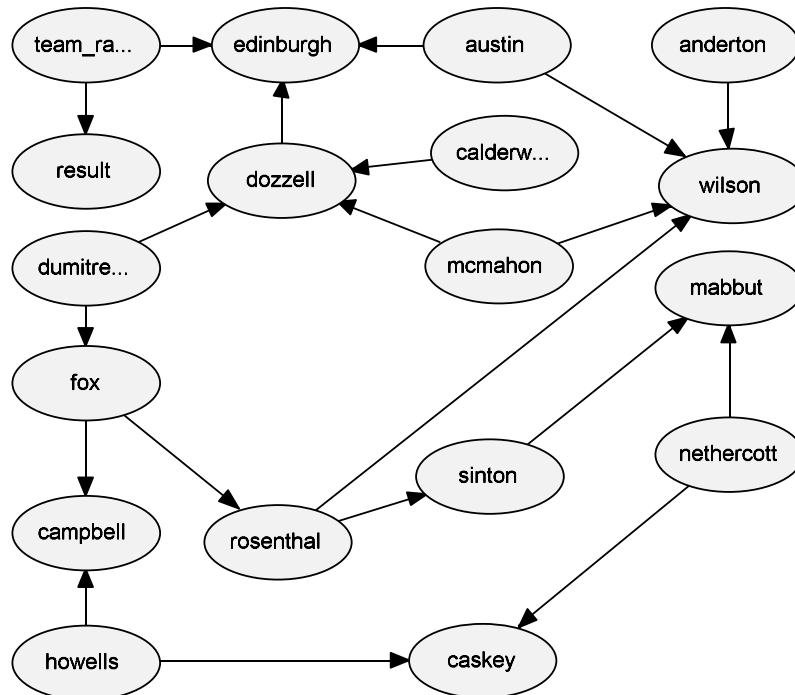 team_ra...
edinburgh
austin
anderton
result
dozzell
calderw...
wilson
dumitre...
mcmahon
mabbut
fox
sinton
nethercott
campbell
rosenthal
howells
caskey